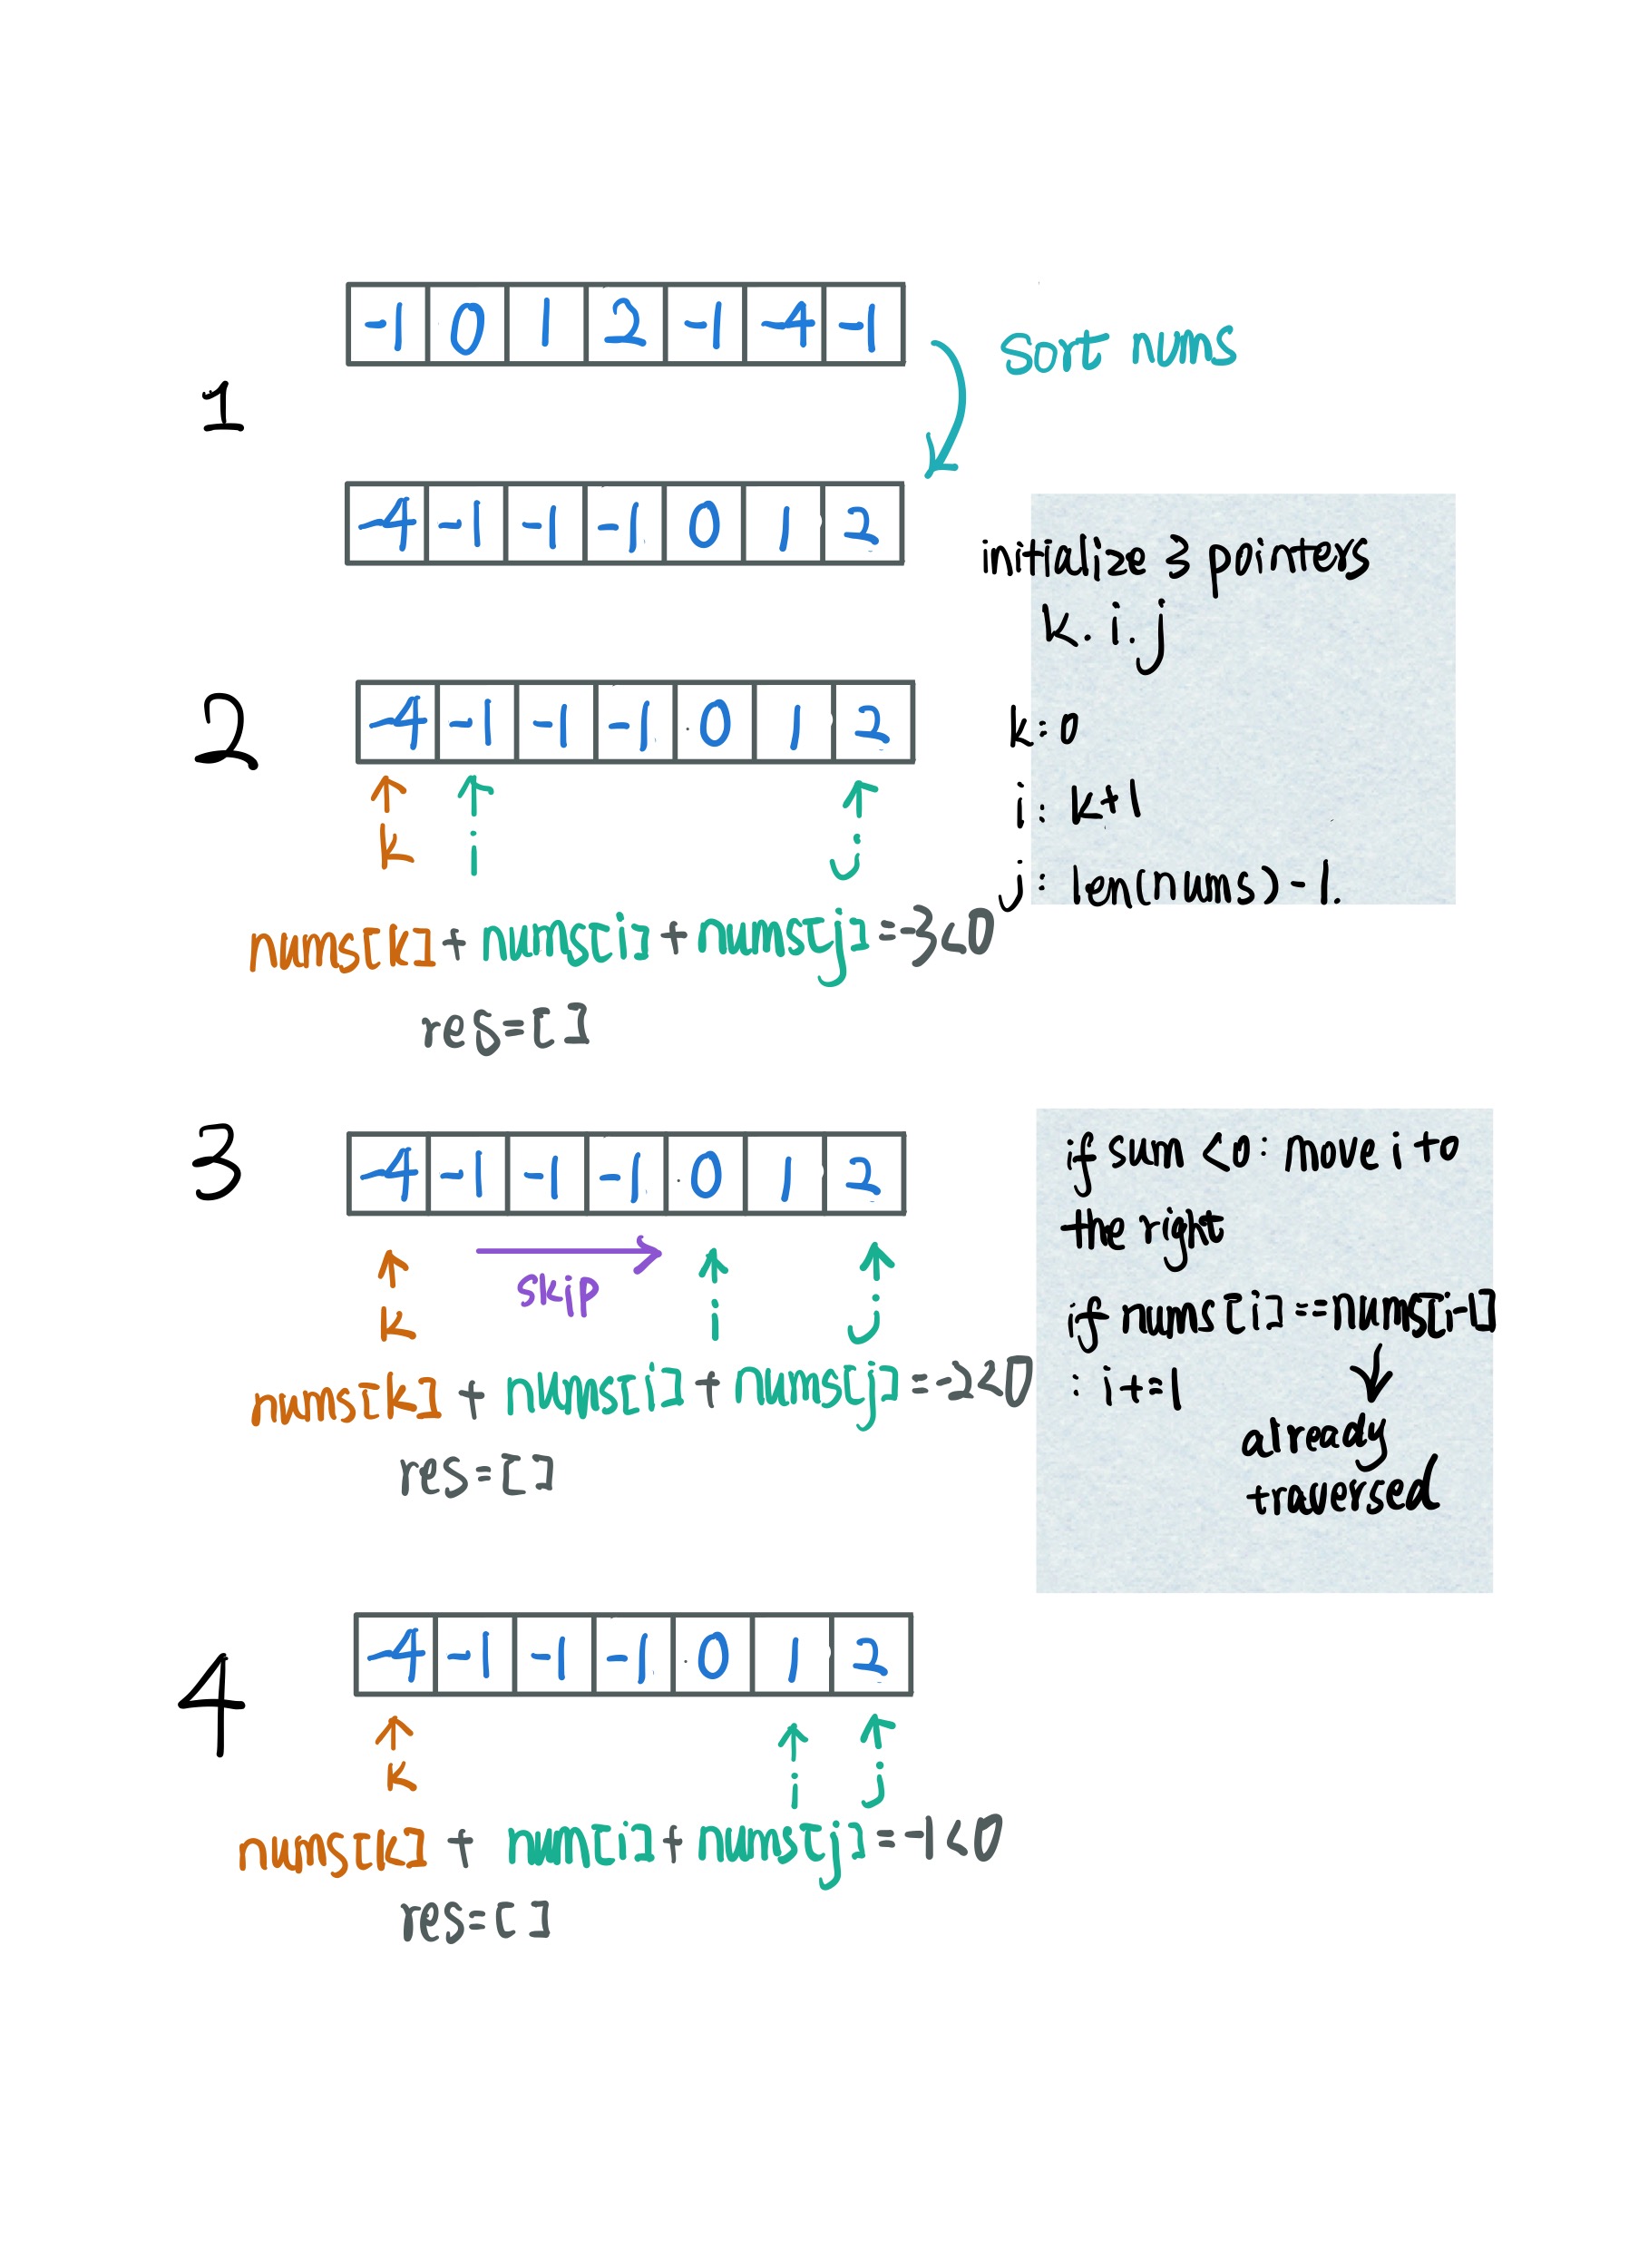 -1 0 1 2 -1 -4 -1
sort nums
1
-4 -1 -1 -1 0 1 2
initialize 3 pointers
k. i. j
2
-4 -1 -1 -1 0 1 2
k i j
k: 0
i: k+1
j: len(nums)-1.
nums[k] + nums[i] + nums[j] = -3<0
res=[]
3
-4 -1 -1 -1 0 1 2
skip
k i j
nums[k] + nums[i] + nums[j] = -2<0
res=[]
if sum <0: move i to
the right
if nums[i]==nums[i-1]
: i+=1
already
traversed
4
-4 -1 -1 -1 0 1 2
k i j
nums[k] + num[i] + nums[j] = -1<0
res=[]